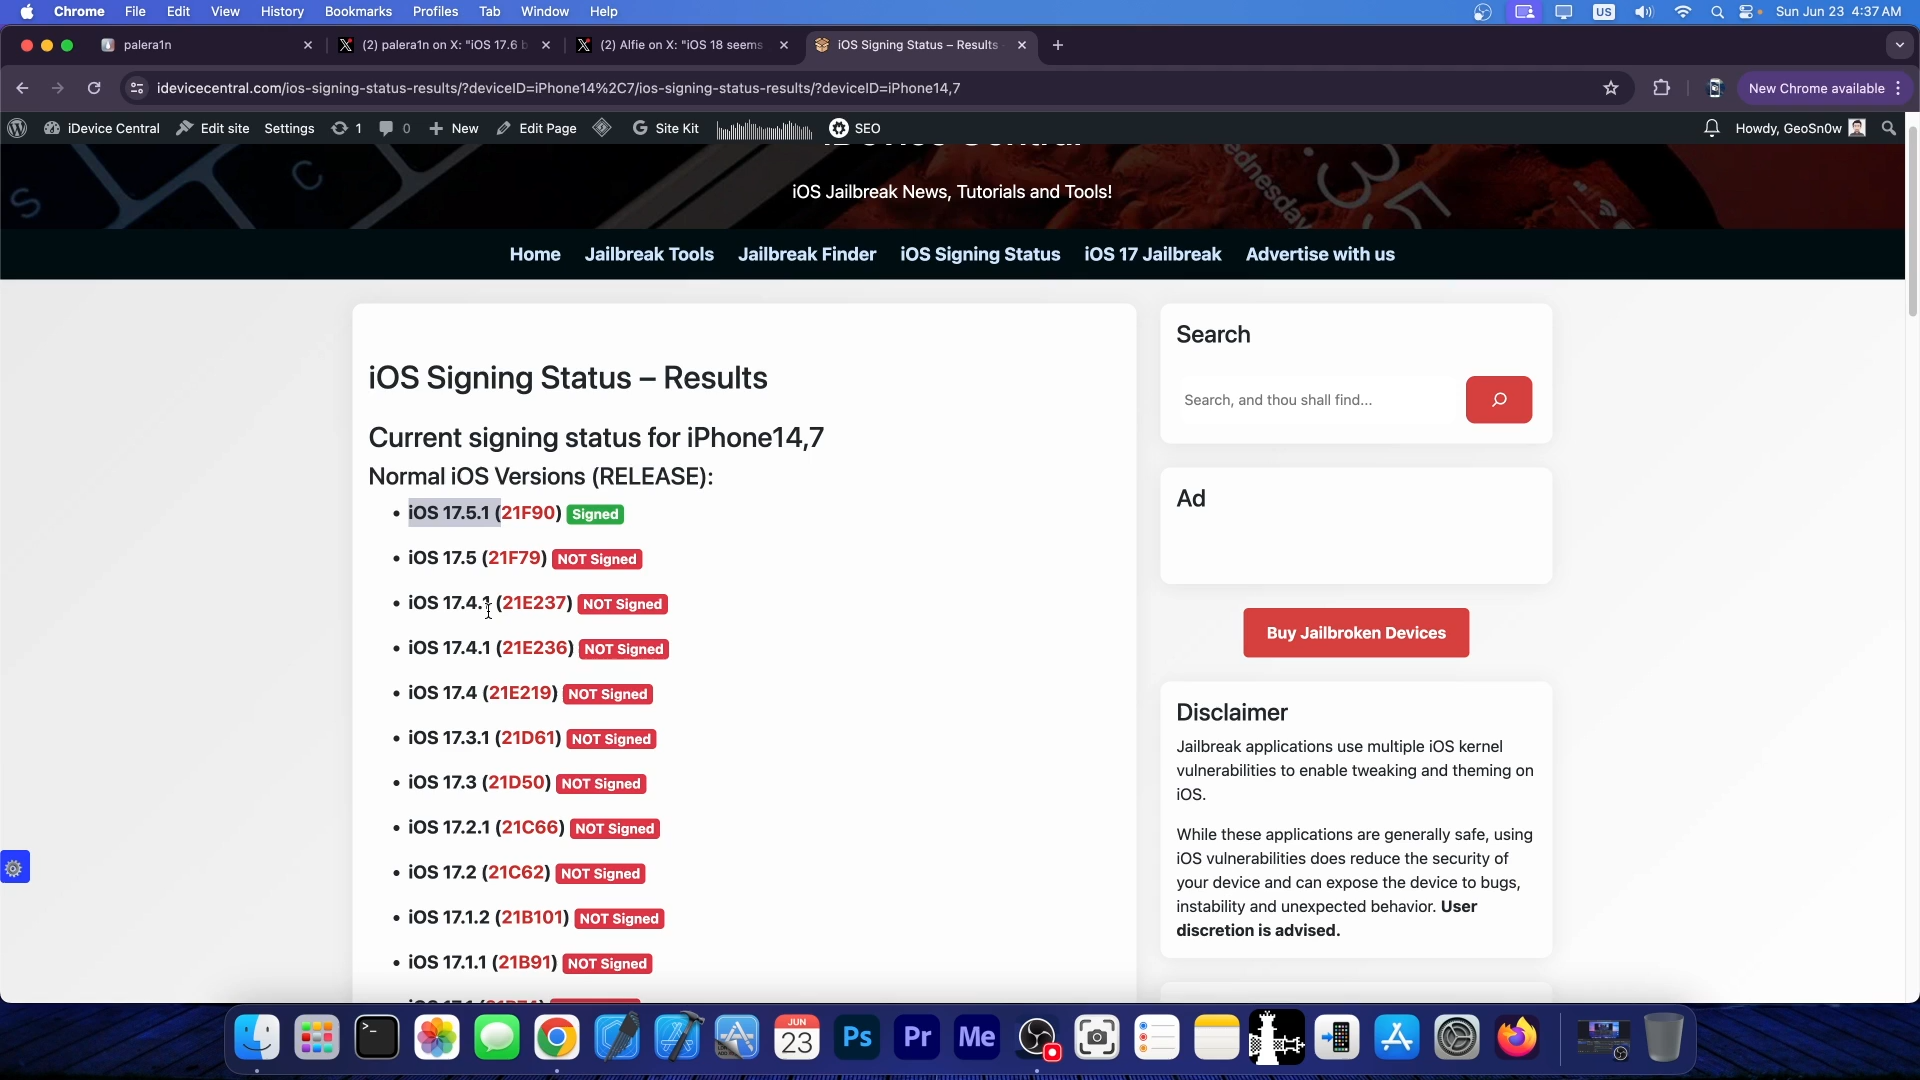 Chrome File Edit View History Bookmarks Profiles Tab Window Help US Sun Jun 23 4:37 AM
palera1n (2) palera1n on X: "iOS 17.6 b (2) Alfie on X: "iOS 18 seems iOS Signing Status – Results
idevicecentral.com/ios-signing-status-results/?deviceID=iPhone14%2C7/ios-signing-status-results/?deviceID=iPhone14,7 New Chrome available
iDevice Central Edit site Settings 1 0 New Edit Page Site Kit SEO Howdy, GeoSn0w
iOS Jailbreak News, Tutorials and Tools!
Home Jailbreak Tools Jailbreak Finder iOS Signing Status iOS 17 Jailbreak Advertise with us
iOS Signing Status – Results
Current signing status for iPhone14,7
Normal iOS Versions (RELEASE):
• iOS 17.5.1 (21F90) Signed
• iOS 17.5 (21F79) NOT Signed
• iOS 17.4.1 (21E237) NOT Signed
• iOS 17.4.1 (21E236) NOT Signed
• iOS 17.4 (21E219) NOT Signed
• iOS 17.3.1 (21D61) NOT Signed
• iOS 17.3 (21D50) NOT Signed
• iOS 17.2.1 (21C66) NOT Signed
• iOS 17.2 (21C62) NOT Signed
• iOS 17.1.2 (21B101) NOT Signed
• iOS 17.1.1 (21B91) NOT Signed
Search
Search, and thou shall find...
Ad
Buy Jailbroken Devices
Disclaimer
Jailbreak applications use multiple iOS kernel
vulnerabilities to enable tweaking and theming on
iOS.
While these applications are generally safe, using
iOS vulnerabilities does reduce the security of
your device and can expose the device to bugs,
instability and unexpected behavior. User
discretion is advised.
JUN
23
Ps
Pr
Me